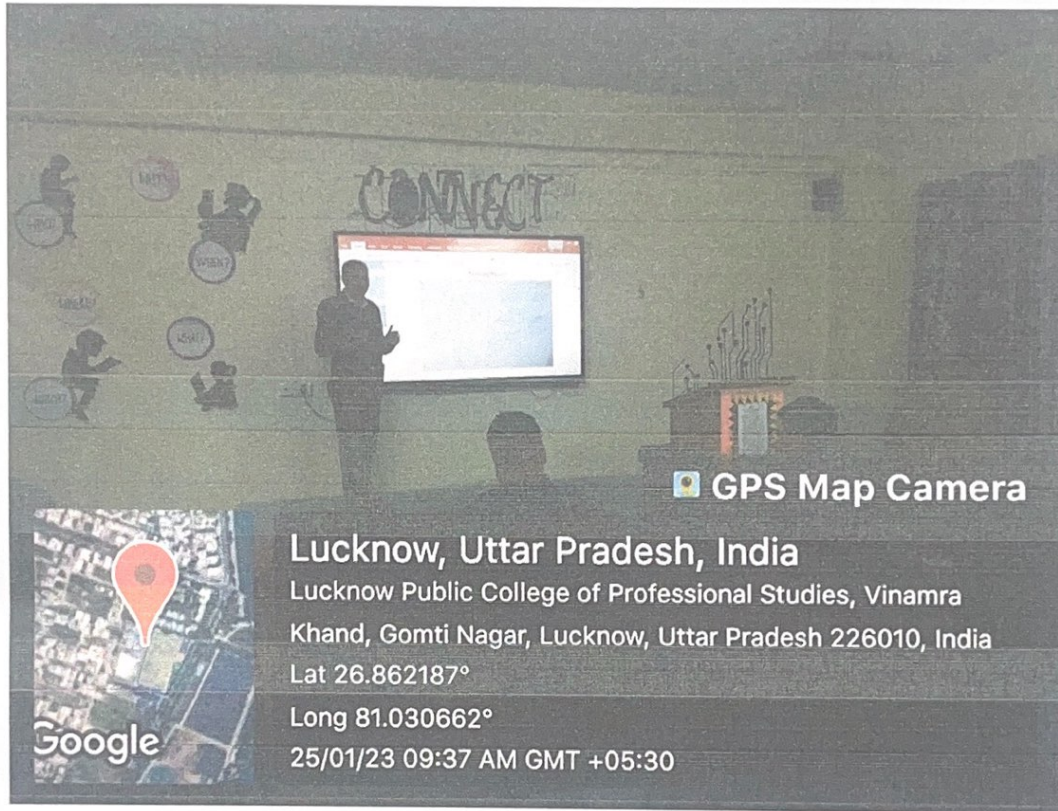 CONNECT
WHEN?
WHAT?
GPS Map Camera
Lucknow, Uttar Pradesh, India
Lucknow Public College of Professional Studies, Vinamra
Khand, Gomti Nagar, Lucknow, Uttar Pradesh 226010, India
Lat 26.862187°
Long 81.030662°
25/01/23 09:37 AM GMT +05:30
Google